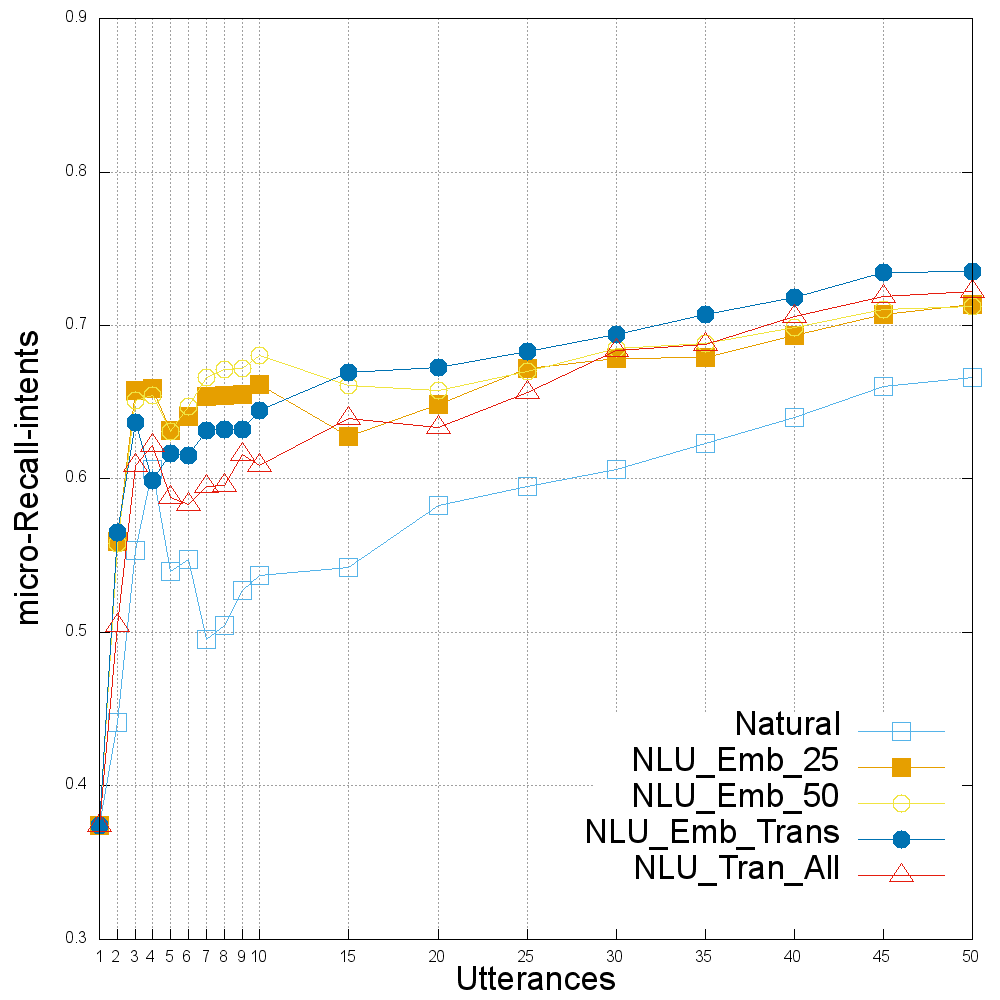 0.9
0.8
0.7
0.6
0.5
0.4
0.3
micro-Recall-intents
Natural
NLU_Emb_25
NLU_Emb_50
NLU_Emb_Trans
NLU_Tran_All
1 2 3 4 5 6 7 8 9 10 15 20 25 30 35 40 45 50
Utterances